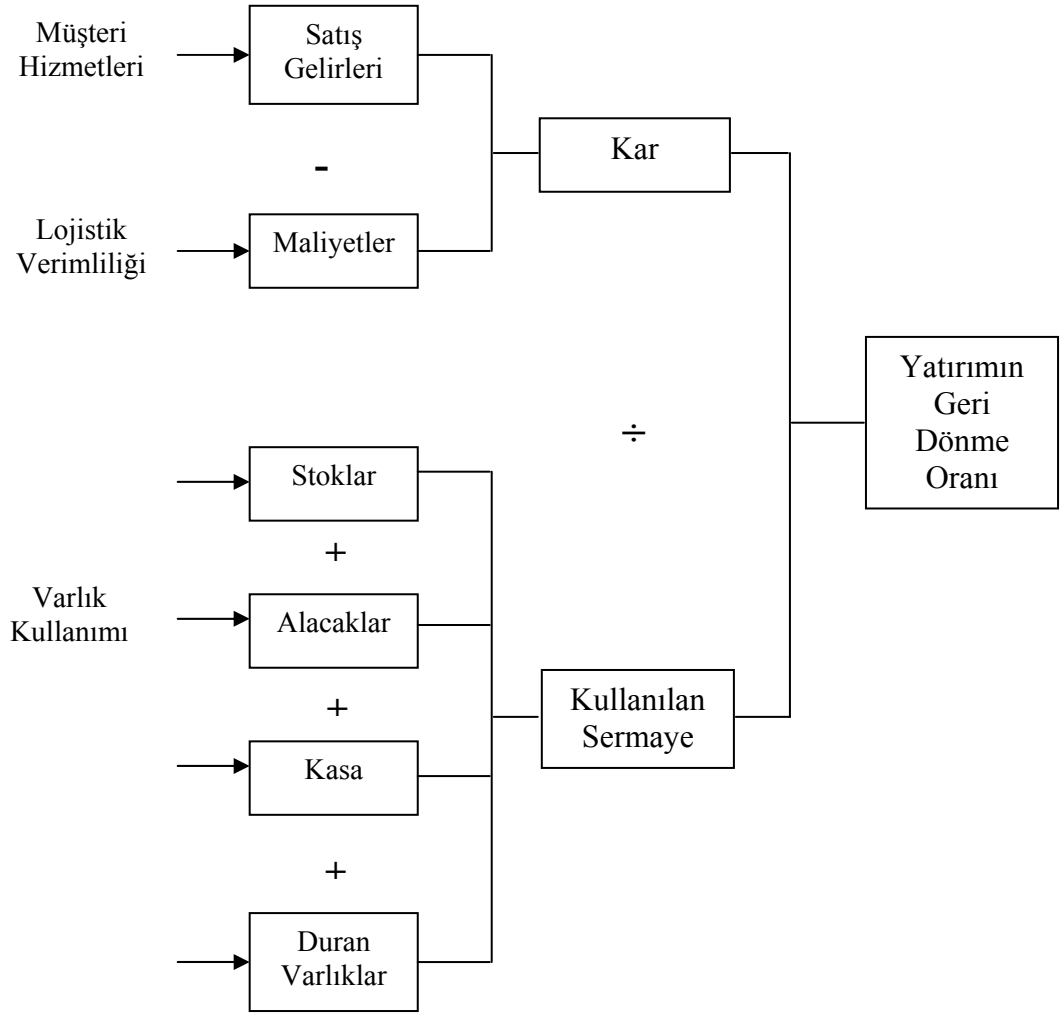 Müşteri
Hizmetleri
Satış
Gelirleri
-
Kar
Lojistik
Verimliliği
Maliyetler
Yatırımın
Geri
Dönme
Oranı
÷
Stoklar
+
Varlık
Kullanımı
Alacaklar
+
Kullanılan
Sermaye
Kasa
+
Duran
Varlıklar